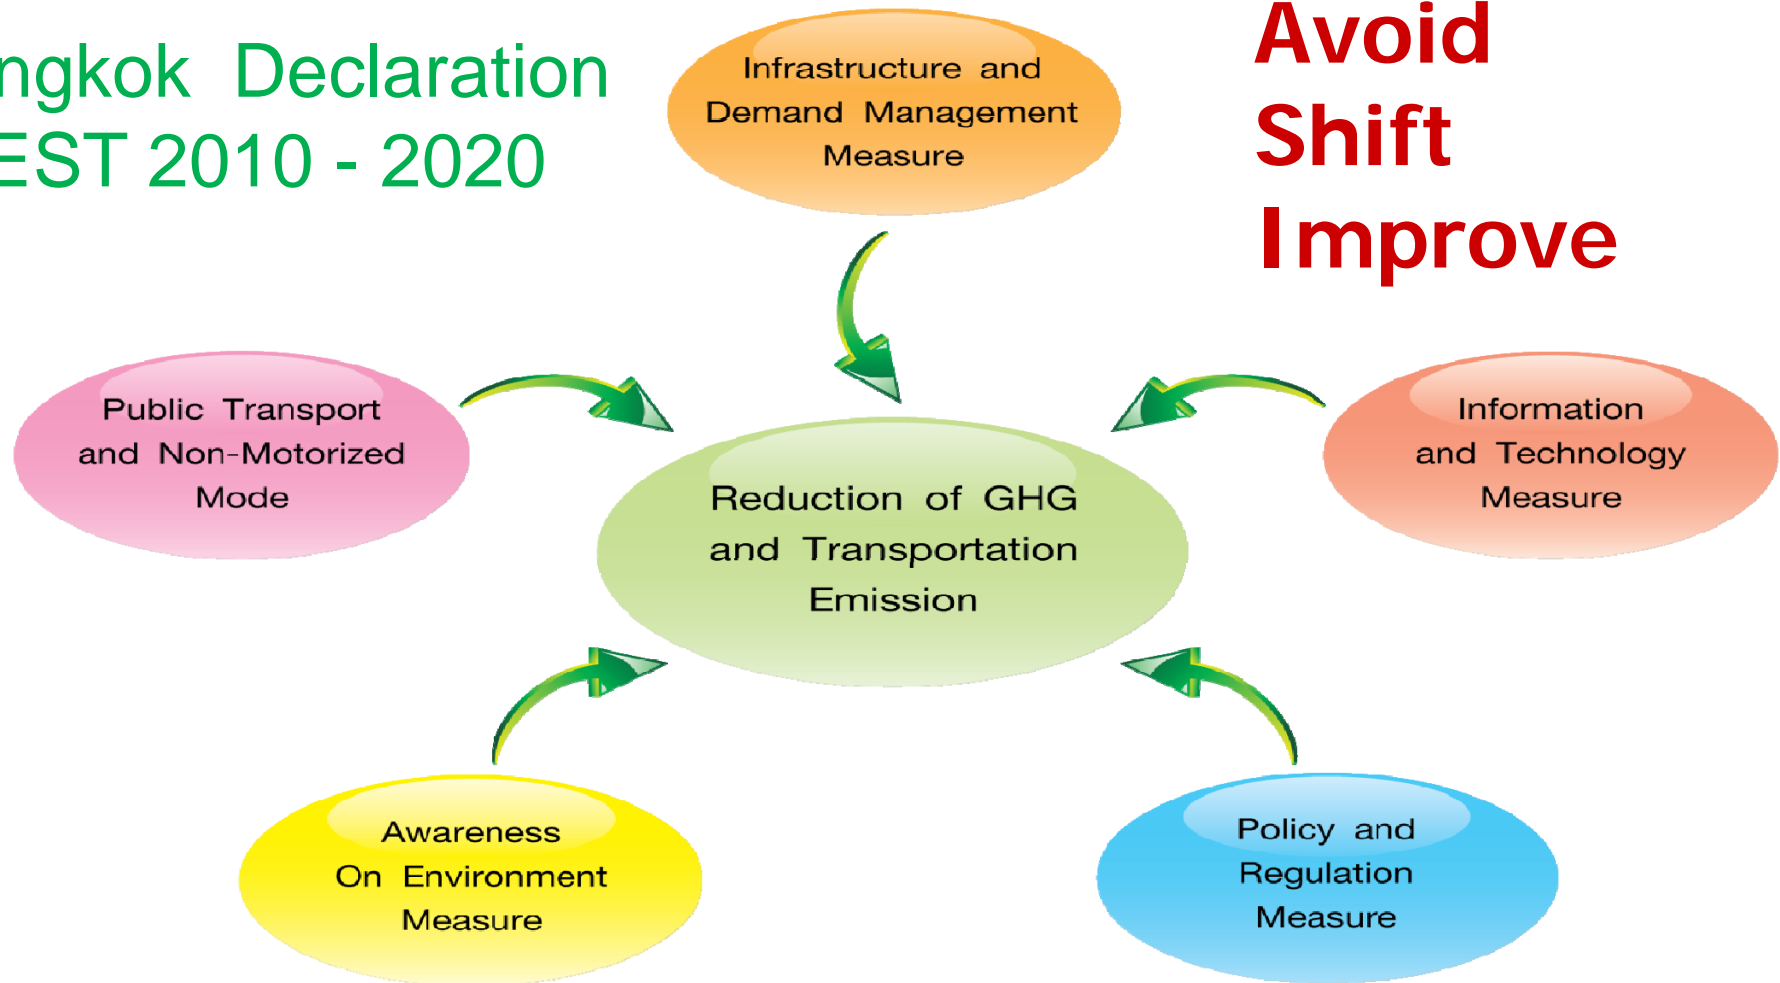 ngkok Declaration
EST 2010 - 2020
Infrastructure and
Demand Management
Measure
Avoid
Shift
Improve
Public Transport
and Non-Motorized
Mode
Information
and Technology
Measure
Reduction of GHG
and Transportation
Emission
Awareness
On Environment
Measure
Policy and
Regulation
Measure